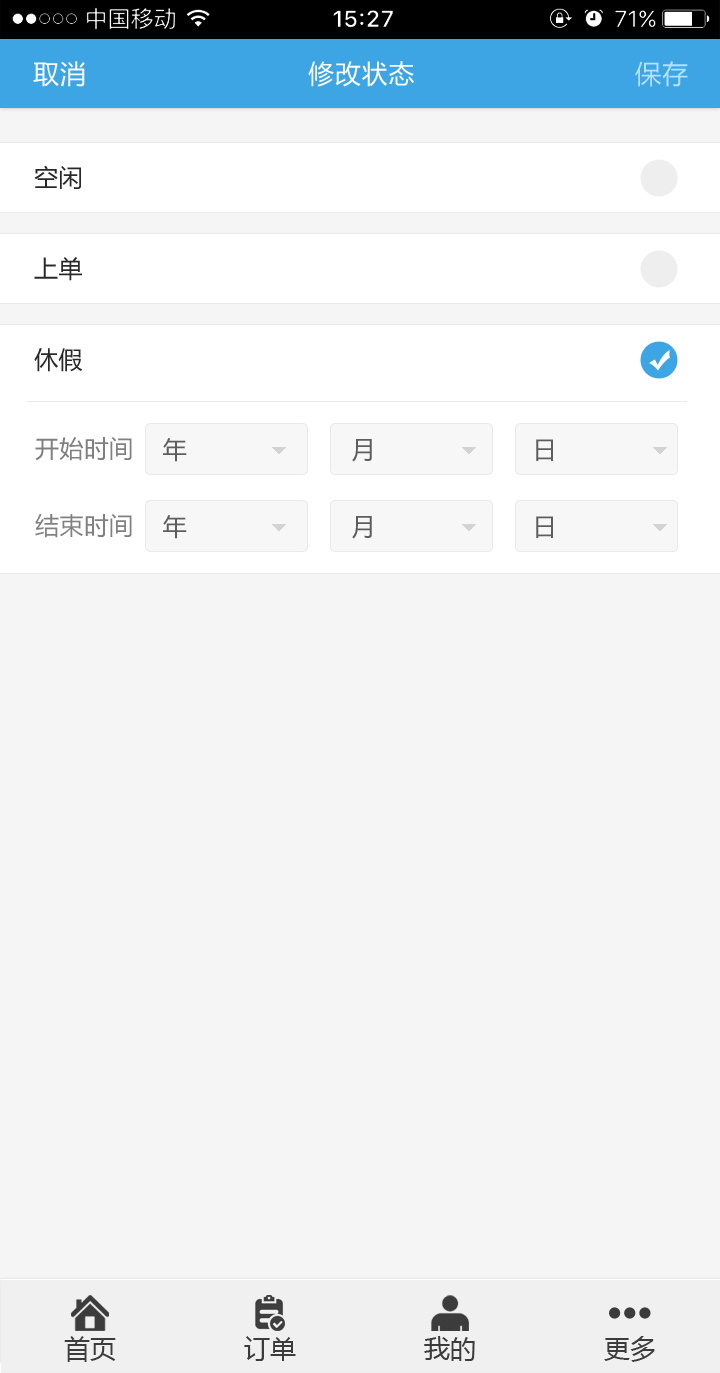 中国移动 15:27 71%
取消 修改状态 保存
空闲
上单
休假
开始时间 年 月 日
结束时间 年 月 日
首页 订单 我的 更多